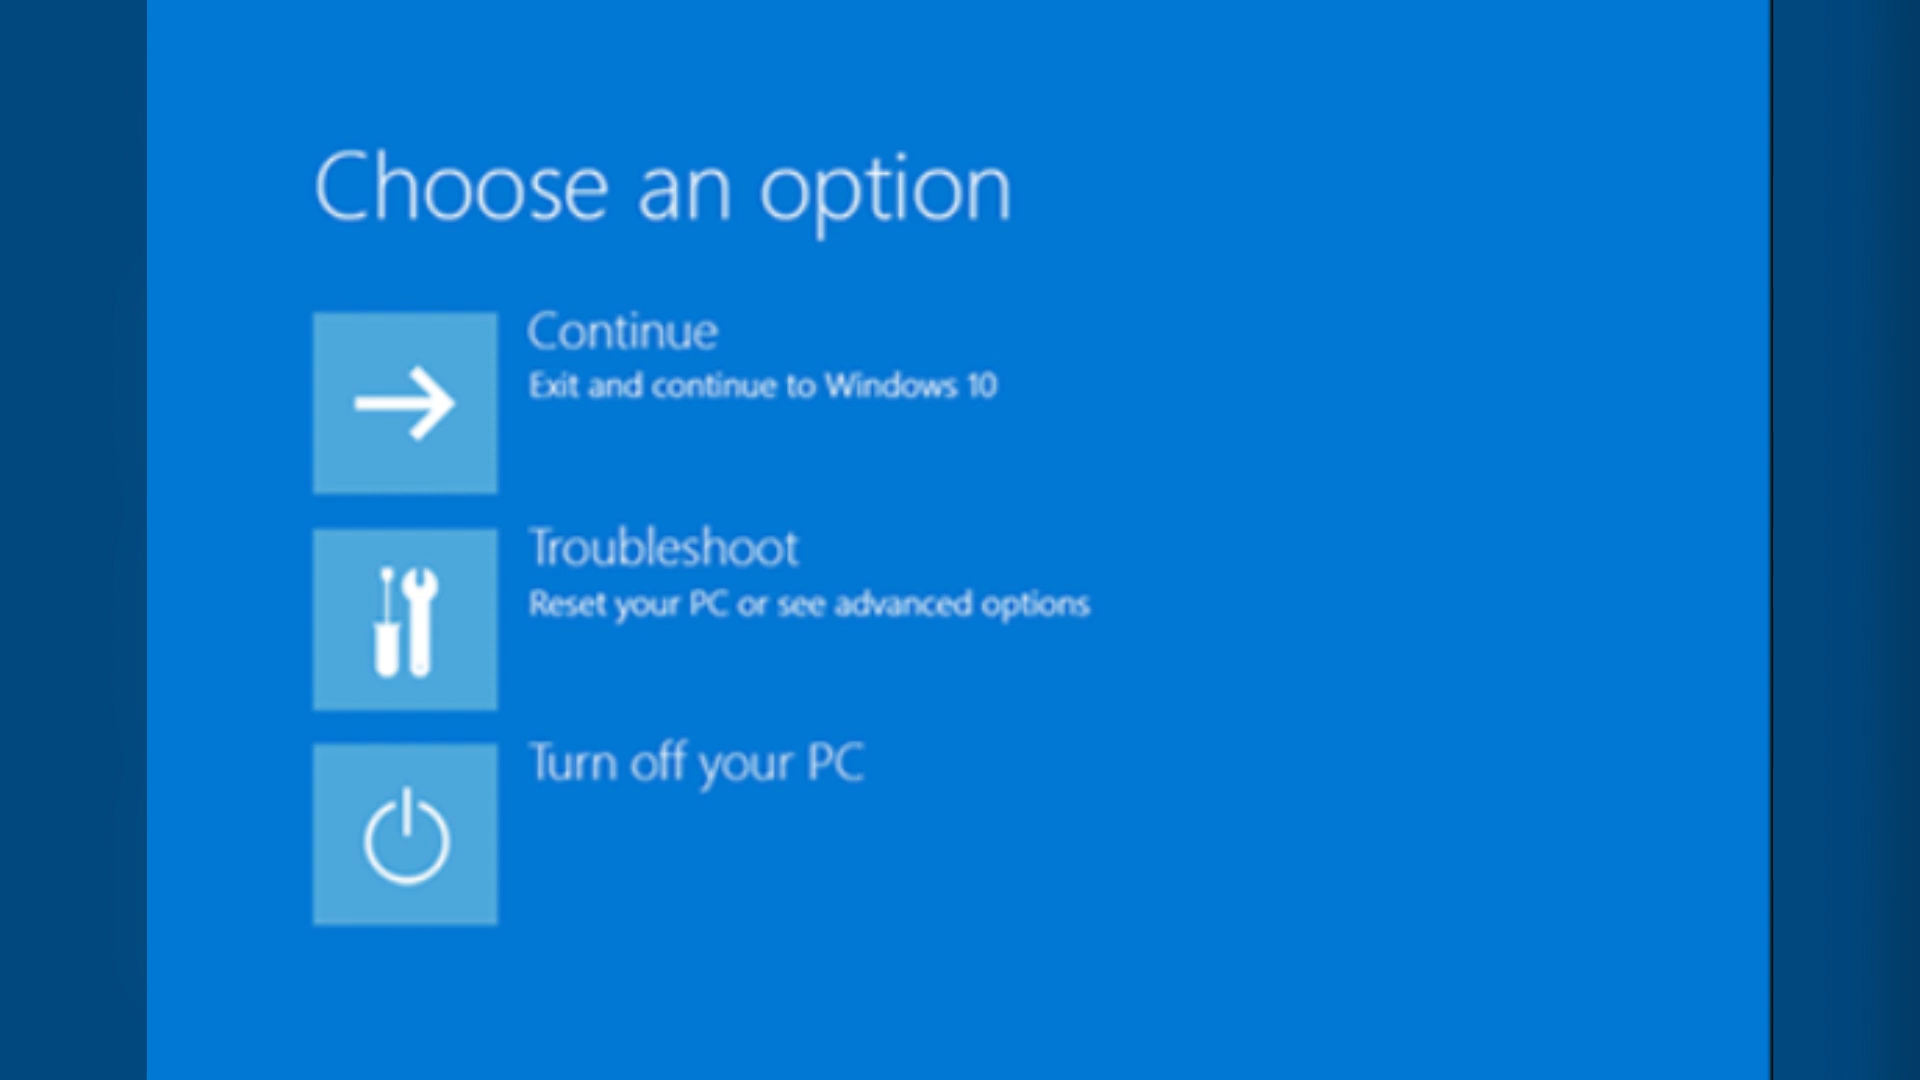 Choose an option
Continue
Exit and continue to Windows 10
Troubleshoot
Reset your PC or see advanced options
Turn off your PC